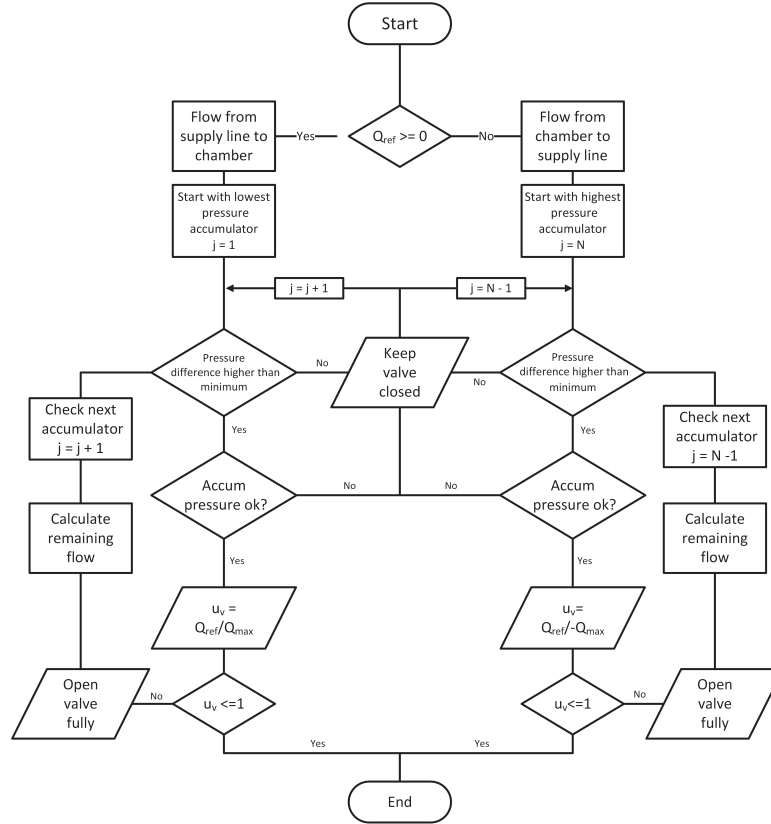 Start
Flow from
supply line to
chamber
Yes
Q_ref >= 0
No
Flow from
chamber to
supply line
Start with lowest
pressure
accumulator
j = 1
Start with highest
pressure
accumulator
j = N
j = j + 1
j = N - 1
Pressure
difference higher than
minimum
No
Keep
valve
closed
No
Pressure
difference higher than
minimum
Check next
accumulator
j = j + 1
Yes
Yes
Check next
accumulator
j = N -1
Accum
pressure ok?
No
No
Accum
pressure ok?
Calculate
remaining
flow
Calculate
remaining
flow
Yes
Yes
u_v =
Q_ref/Q_max
u_v=
Q_ref/-Q_max
Open
valve
fully
No
u_v <=1
u_v<=1
No
Open
valve
fully
Yes
Yes
End